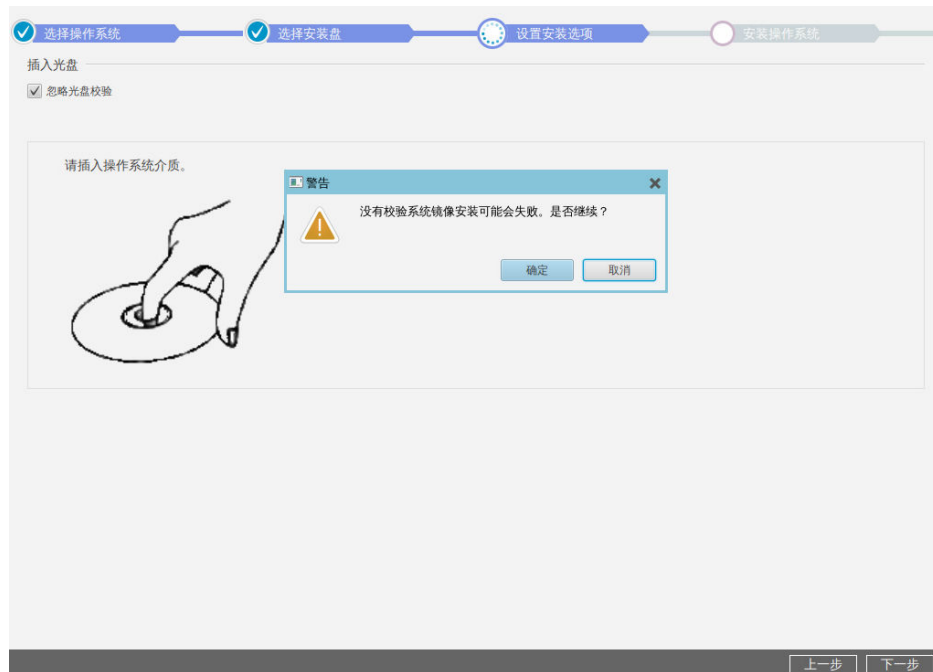 选择操作系统
选择安装盘
设置安装选项
安装操作系统
插入光盘
忽略光盘校验
请插入操作系统介质。
警告
没有校验系统镜像安装可能会失败。是否继续？
确定
取消
上一步
下一步